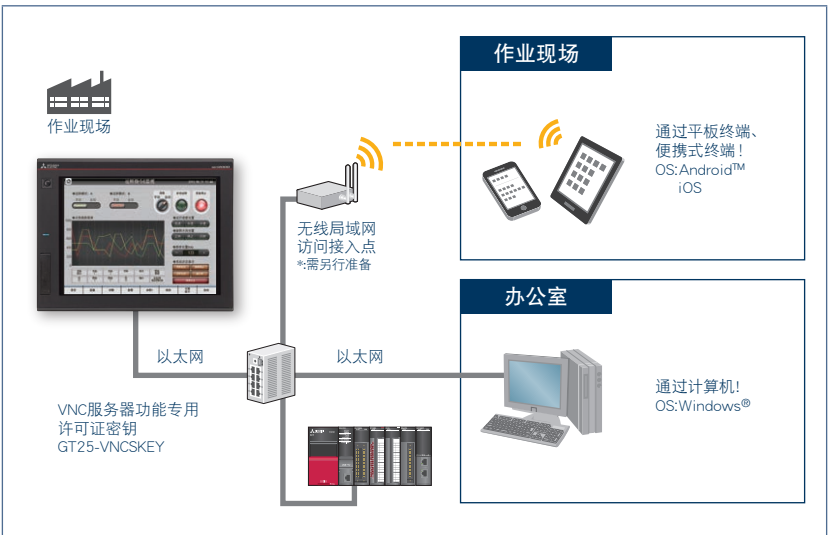 作业现场
作业现场
通过平板终端、
便携式终端！
OS:Android™
iOS
无线局域网
访问接入点
*:需另行准备
办公室
以太网
以太网
通过计算机!
OS:Windows®
VNC服务器功能专用
许可证密钥
GT25-VNCSKEY